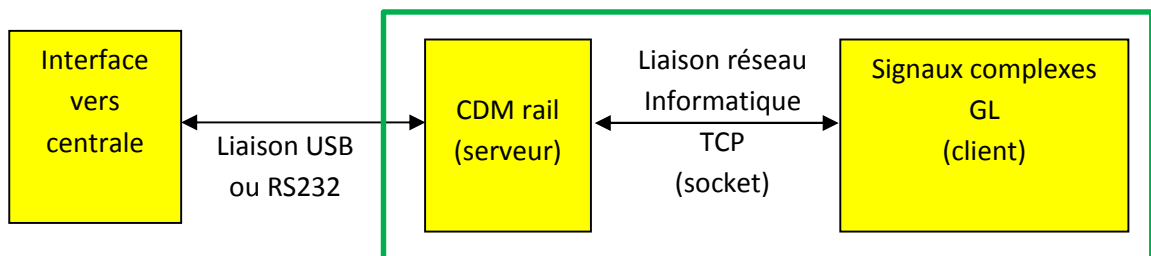 Interface
vers
centrale
Liaison USB
ou RS232
CDM rail
(serveur)
Liaison réseau
Informatique
TCP
(socket)
Signaux complexes
GL
(client)